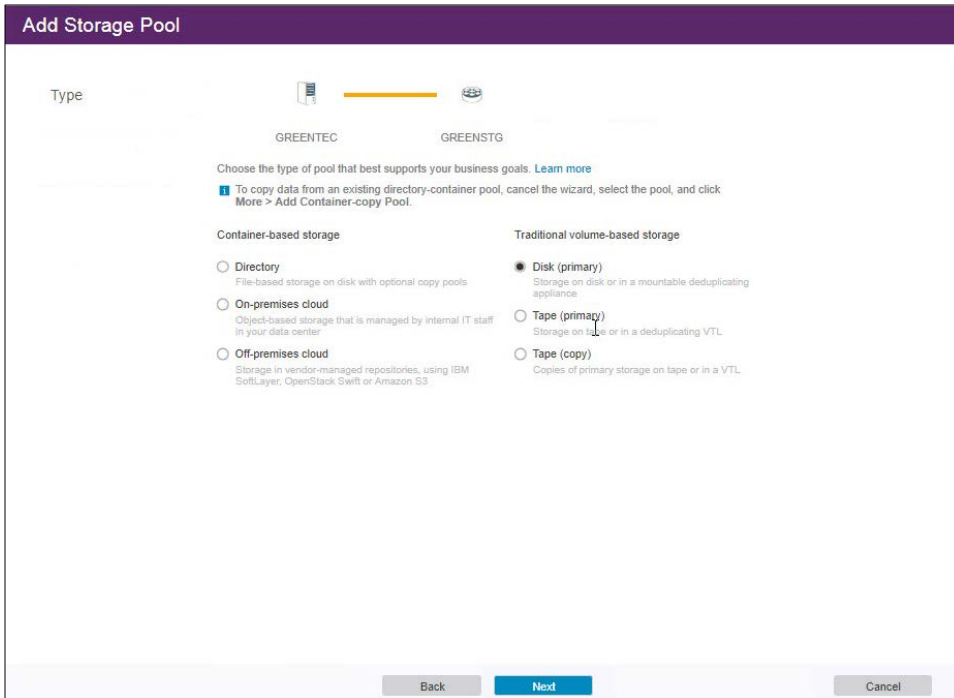 Add Storage Pool
Type
GREENTEC GREENSTG
Choose the type of pool that best supports your business goals. Learn more
i To copy data from an existing directory-container pool, cancel the wizard, select the pool, and click
More > Add Container-copy Pool.
Container-based storage
Directory
File-based storage on disk with optional copy pools
On-premises cloud
Object-based storage that is managed by internal IT staff
in your data center
Off-premises cloud
Storage in vendor-managed repositories, using IBM
SoftLayer, OpenStack Swift or Amazon S3
Traditional volume-based storage
Disk (primary)
Storage on disk or in a mountable deduplicating
appliance
Tape (primary)
Storage on tape or in a deduplicating VTL
Tape (copy)
Copies of primary storage on tape or in a VTL
Back Next Cancel